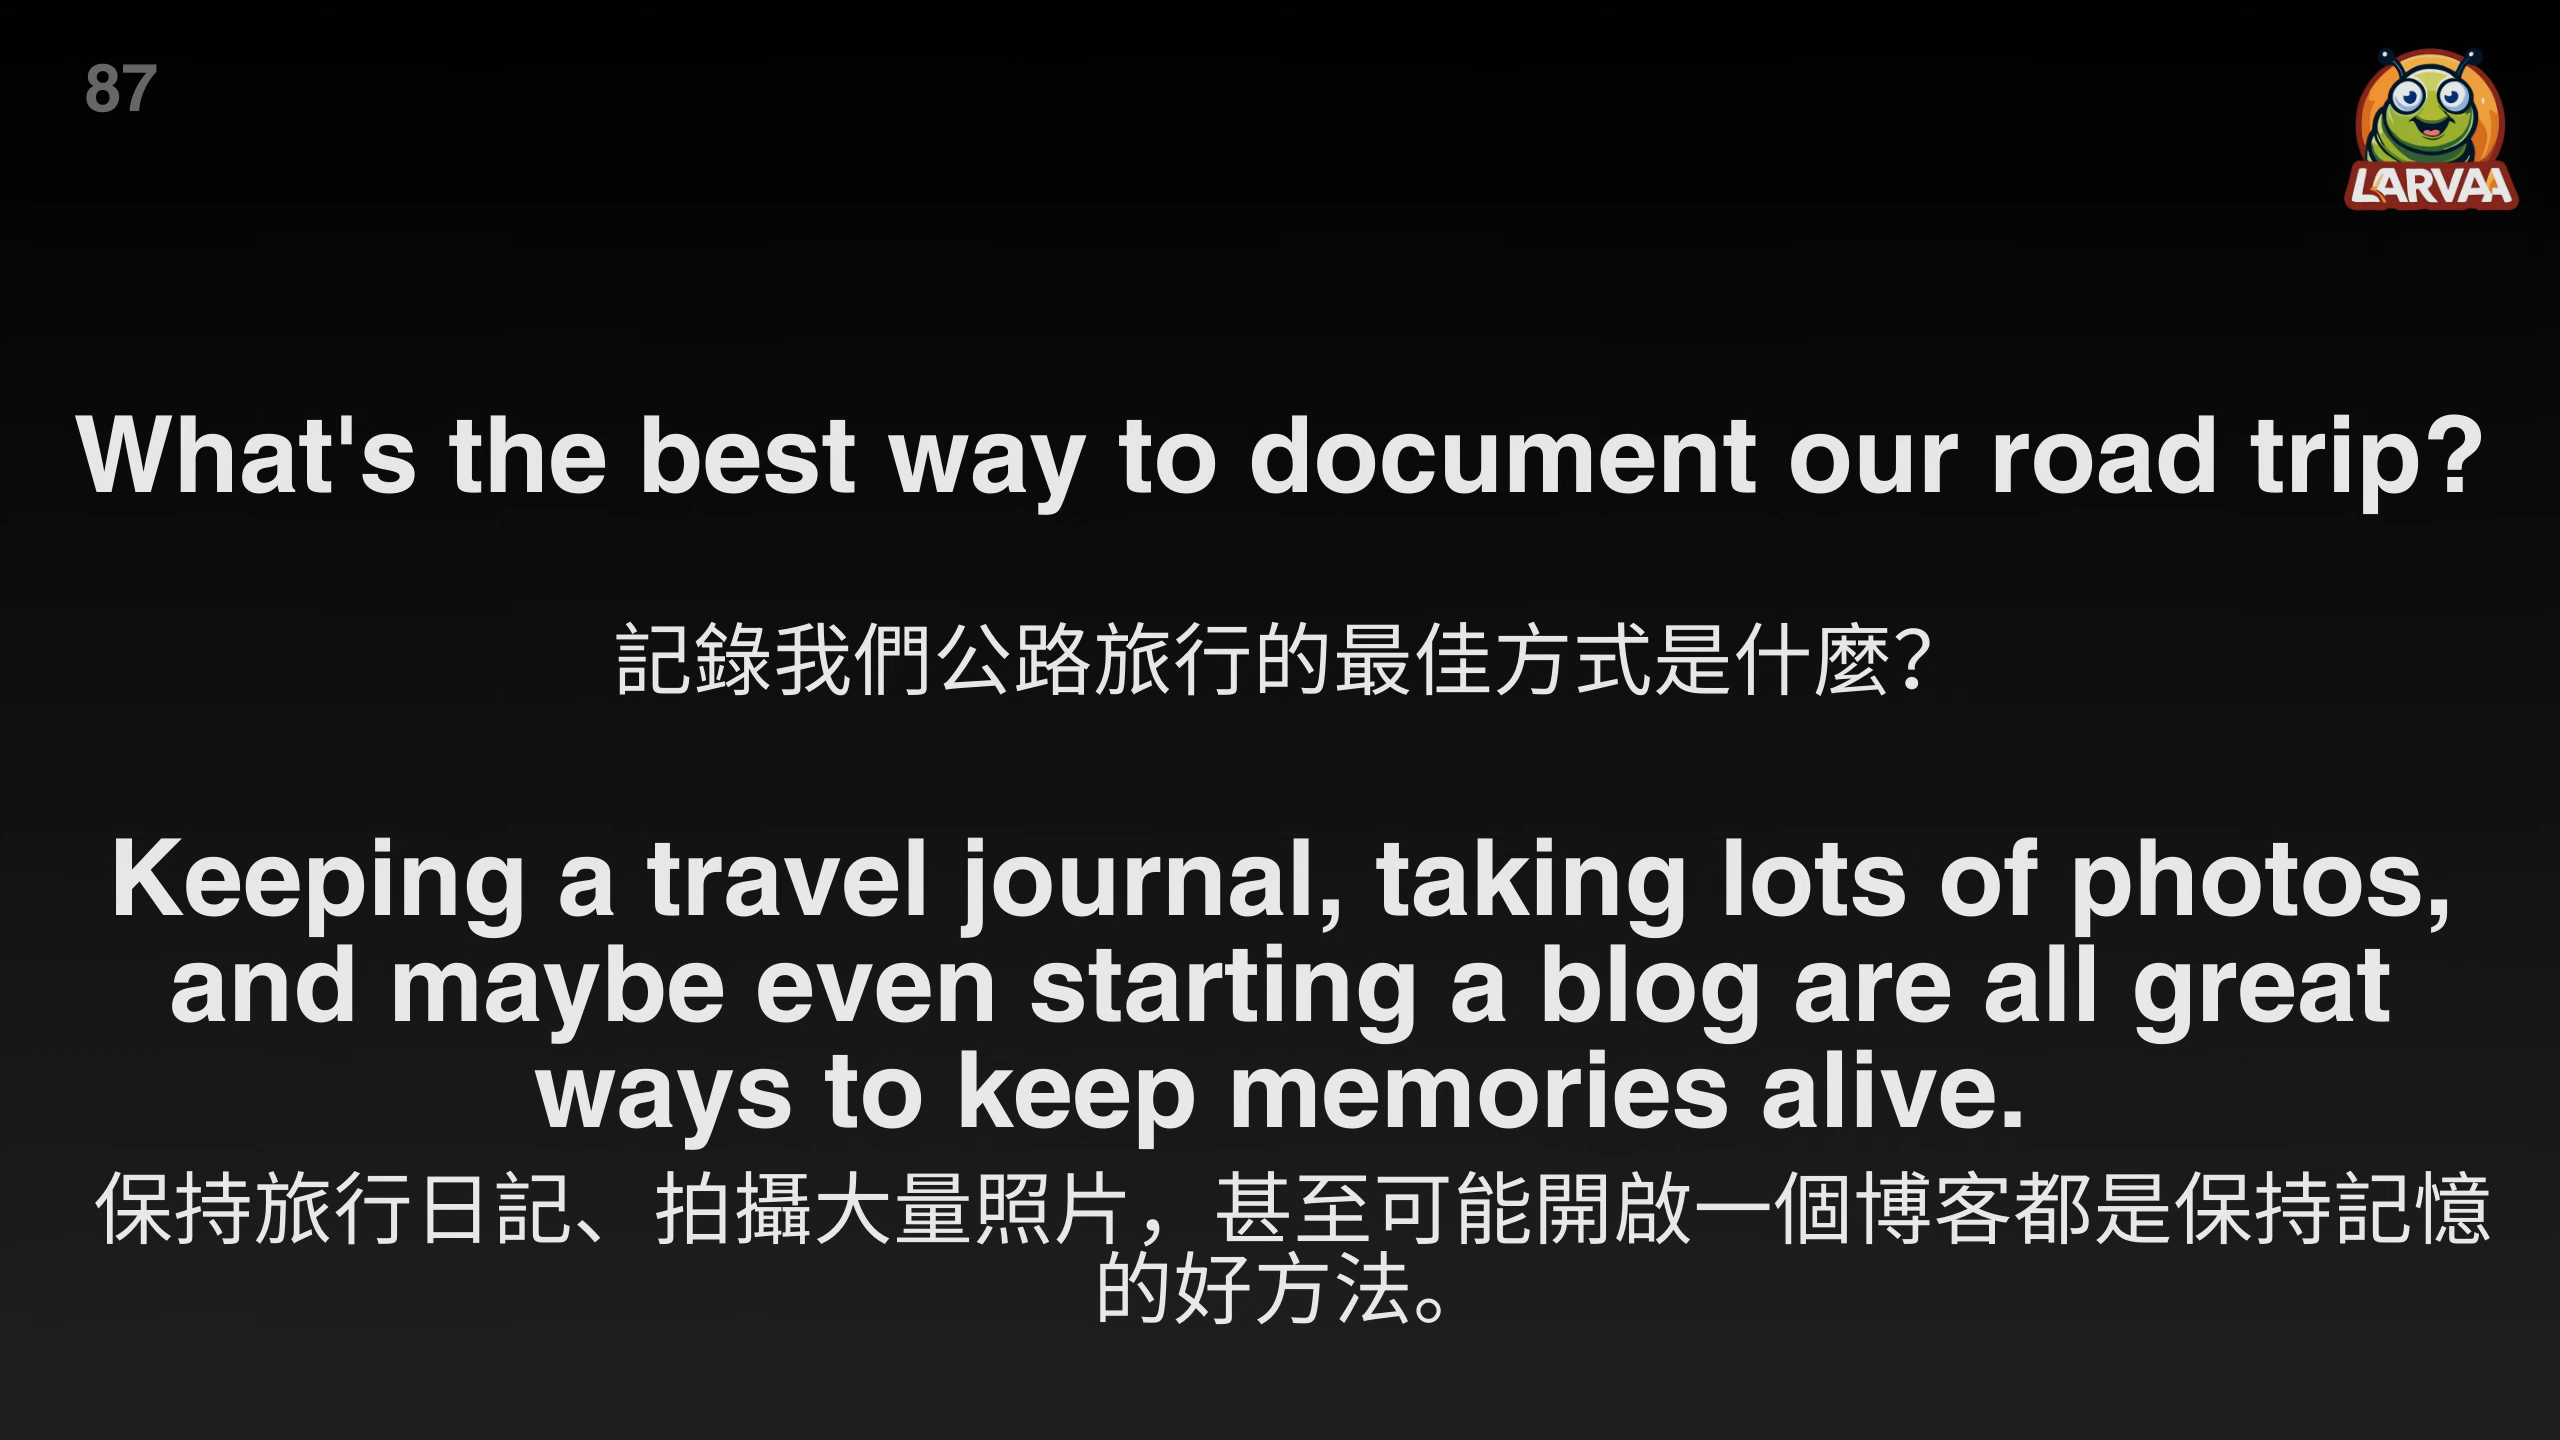 87
LARVAA
What's the best way to document our road trip?
記錄我們公路旅行的最佳方式是什麼？
Keeping a travel journal, taking lots of photos,
and maybe even starting a blog are all great
ways to keep memories alive.
保持旅行日記、拍攝大量照片，甚至可能開啟一個博客都是保持記憶
的好方法。